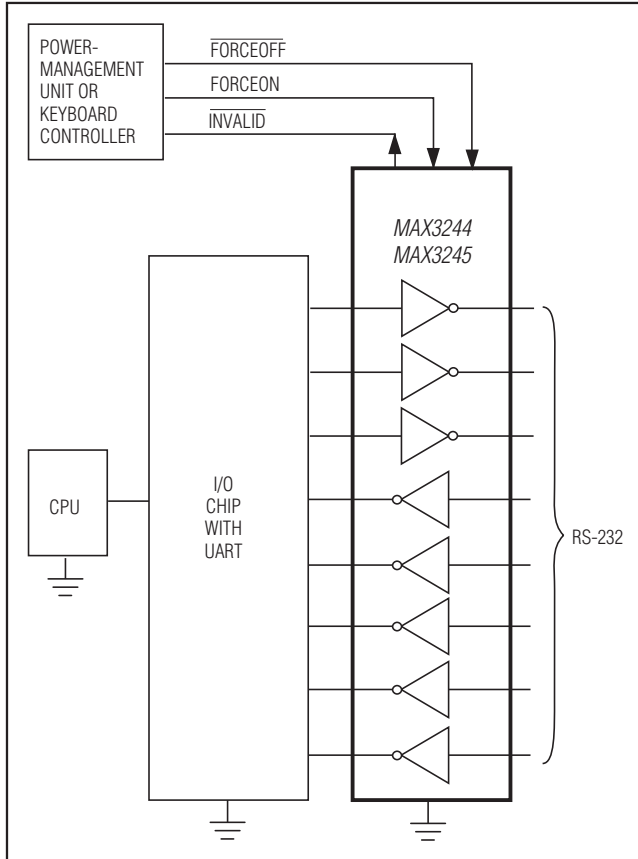 POWER-
MANAGEMENT
UNIT OR
KEYBOARD
CONTROLLER
FORCEOFF
FORCEON
INVALID
MAX3244
MAX3245
CPU
I/O
CHIP
WITH
UART
RS-232